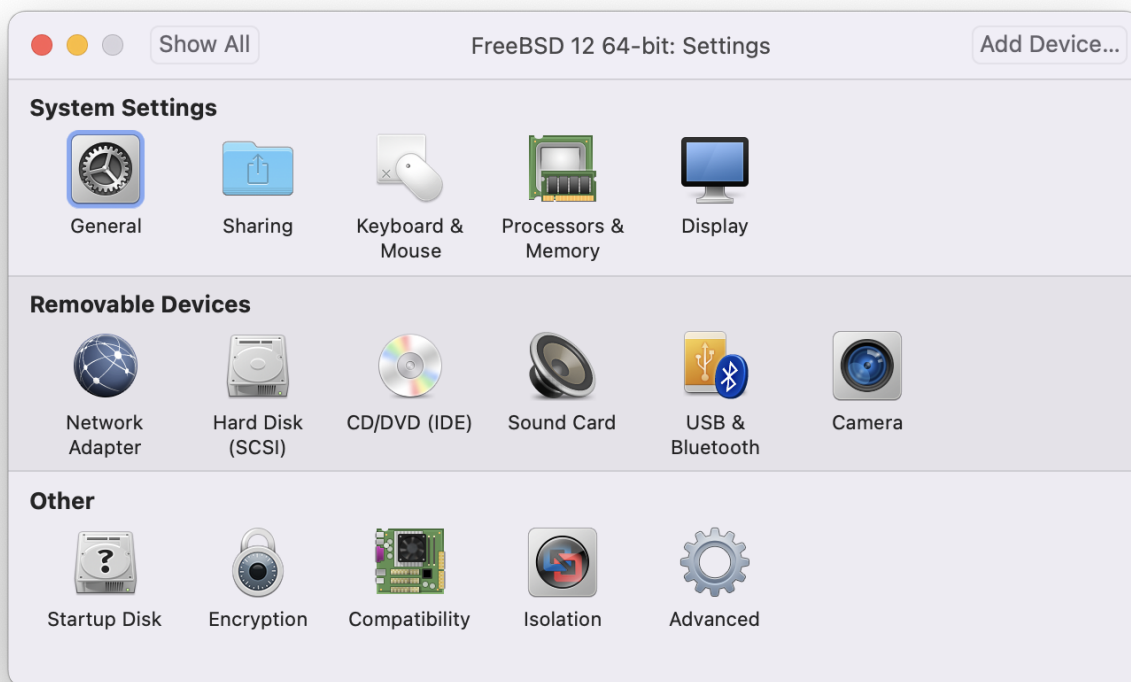 Show All
FreeBSD 12 64-bit: Settings
Add Device...
System Settings
General
Sharing
Keyboard &
Mouse
Processors &
Memory
Display
Removable Devices
Network
Adapter
Hard Disk
(SCSI)
CD/DVD (IDE)
Sound Card
USB &
Bluetooth
Camera
Other
Startup Disk
Encryption
Compatibility
Isolation
Advanced